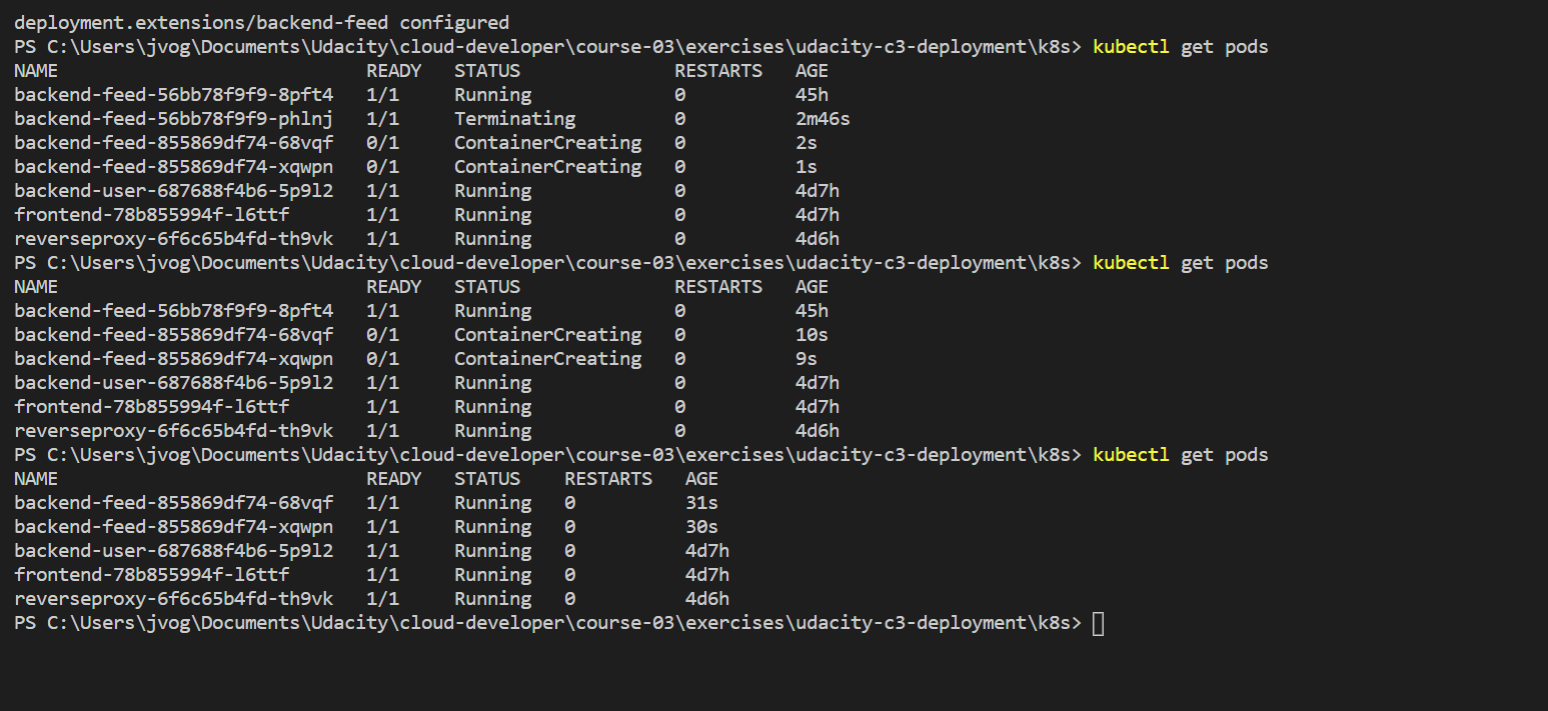 deployment.extensions/backend-feed configured
PS C:\Users\jvog\Documents\Udacity\cloud-developer\course-03\exercises\udacity-c3-deployment\k8s> kubectl get pods
NAME READY STATUS RESTARTS AGE
backend-feed-56bb78f9f9-8pft4 1/1 Running 0 45h
backend-feed-56bb78f9f9-phlnj 1/1 Terminating 0 2m46s
backend-feed-855869df74-68vqf 0/1 ContainerCreating 0 2s
backend-feed-855869df74-xqwpn 0/1 ContainerCreating 0 1s
backend-user-687688f4b6-5p9l2 1/1 Running 0 4d7h
frontend-78b855994f-l6ttf 1/1 Running 0 4d7h
reverseproxy-6f6c65b4fd-th9vk 1/1 Running 0 4d6h
PS C:\Users\jvog\Documents\Udacity\cloud-developer\course-03\exercises\udacity-c3-deployment\k8s> kubectl get pods
NAME READY STATUS RESTARTS AGE
backend-feed-56bb78f9f9-8pft4 1/1 Running 0 45h
backend-feed-855869df74-68vqf 0/1 ContainerCreating 0 10s
backend-feed-855869df74-xqwpn 0/1 ContainerCreating 0 9s
backend-user-687688f4b6-5p9l2 1/1 Running 0 4d7h
frontend-78b855994f-l6ttf 1/1 Running 0 4d7h
reverseproxy-6f6c65b4fd-th9vk 1/1 Running 0 4d6h
PS C:\Users\jvog\Documents\Udacity\cloud-developer\course-03\exercises\udacity-c3-deployment\k8s> kubectl get pods
NAME READY STATUS RESTARTS AGE
backend-feed-855869df74-68vqf 1/1 Running 0 31s
backend-feed-855869df74-xqwpn 1/1 Running 0 30s
backend-user-687688f4b6-5p9l2 1/1 Running 0 4d7h
frontend-78b855994f-l6ttf 1/1 Running 0 4d7h
reverseproxy-6f6c65b4fd-th9vk 1/1 Running 0 4d6h
PS C:\Users\jvog\Documents\Udacity\cloud-developer\course-03\exercises\udacity-c3-deployment\k8s>